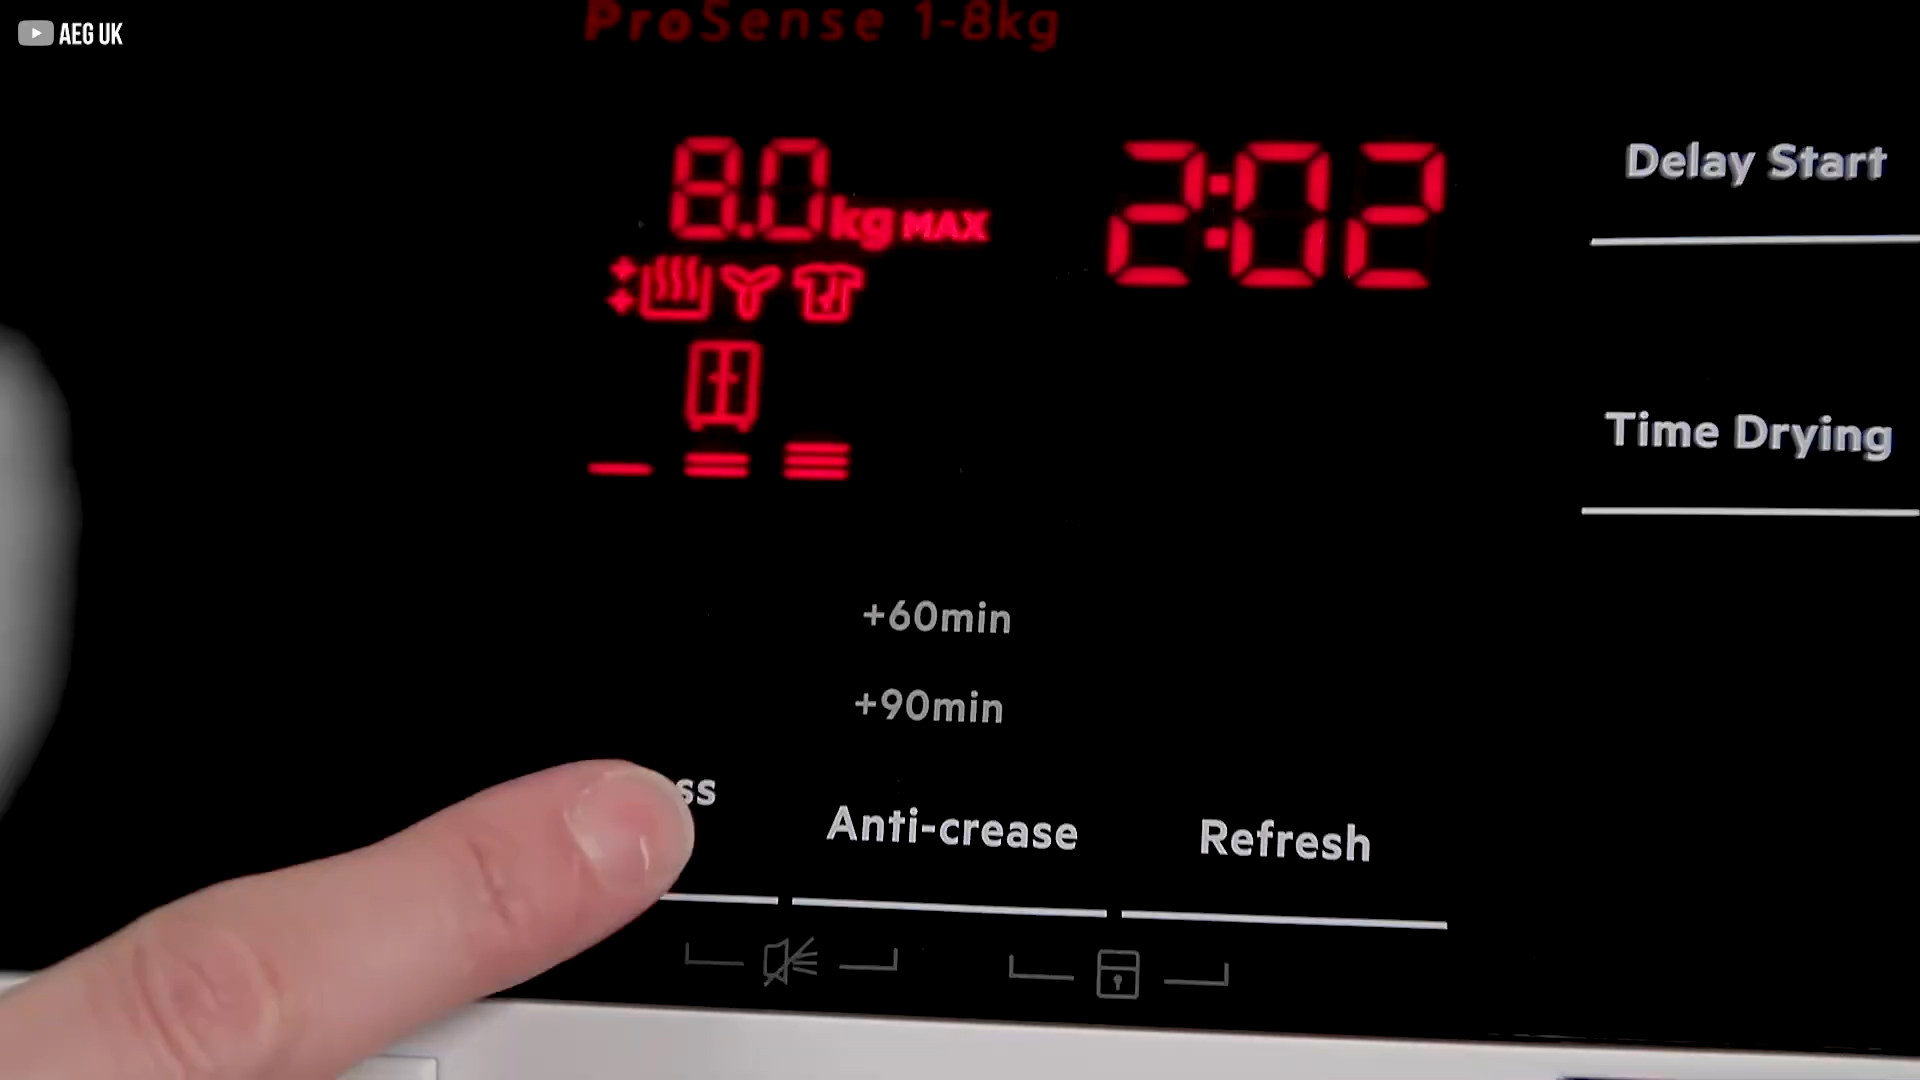 AEG UK
ProSense 1-8kg
8.0kg MAX
2:02
Delay Start
Time Drying
+60min
+90min
Anti-crease
Refresh